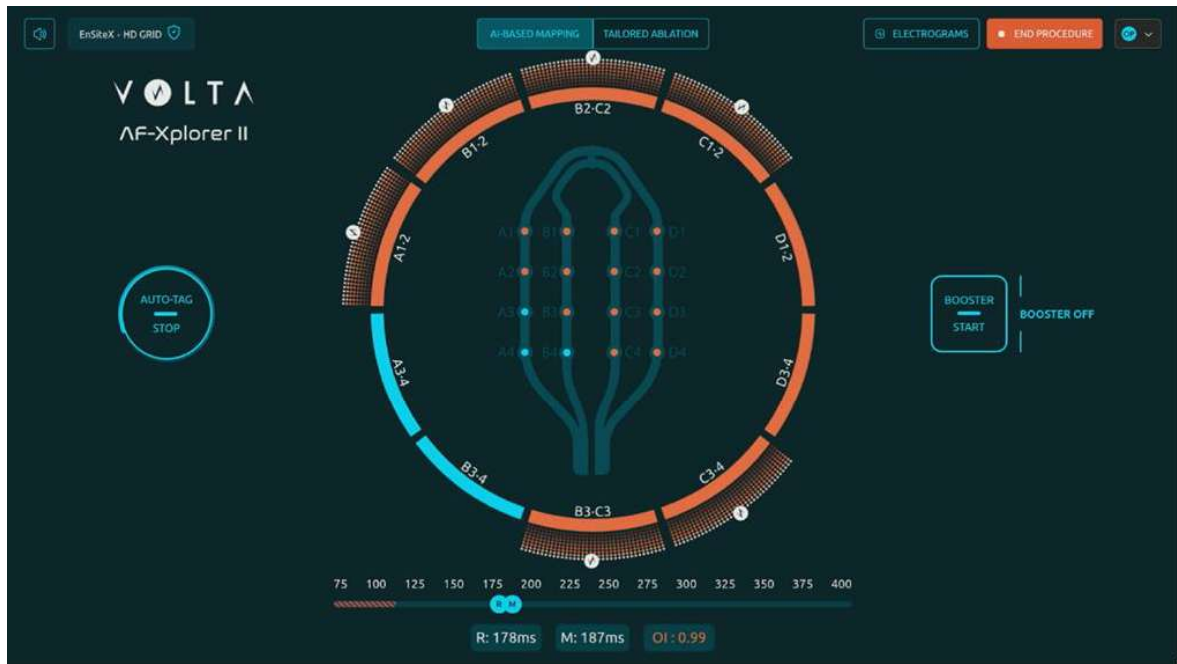 EnSiteX - HD GRID
AI-BASED MAPPING
TAILORED ABLATION
ELECTROGRAMS
END PROCEDURE
OP
VOLTA
AF-Xplorer II
B2-C2
B1-2
C1-2
A1-2
D1-2
A1 B1 C1 D1
A2 B2 C2 D2
A3 B3 C3 D3
A4 B4 C4 D4
AUTO-TAG
STOP
BOOSTER
START
BOOSTER OFF
A3-4
D3-4
B3-4
C3-4
B3-C3
75 100 125 150 175 200 225 250 275 300 325 350 375 400
R M
R: 178ms
M: 187ms
OI : 0.99